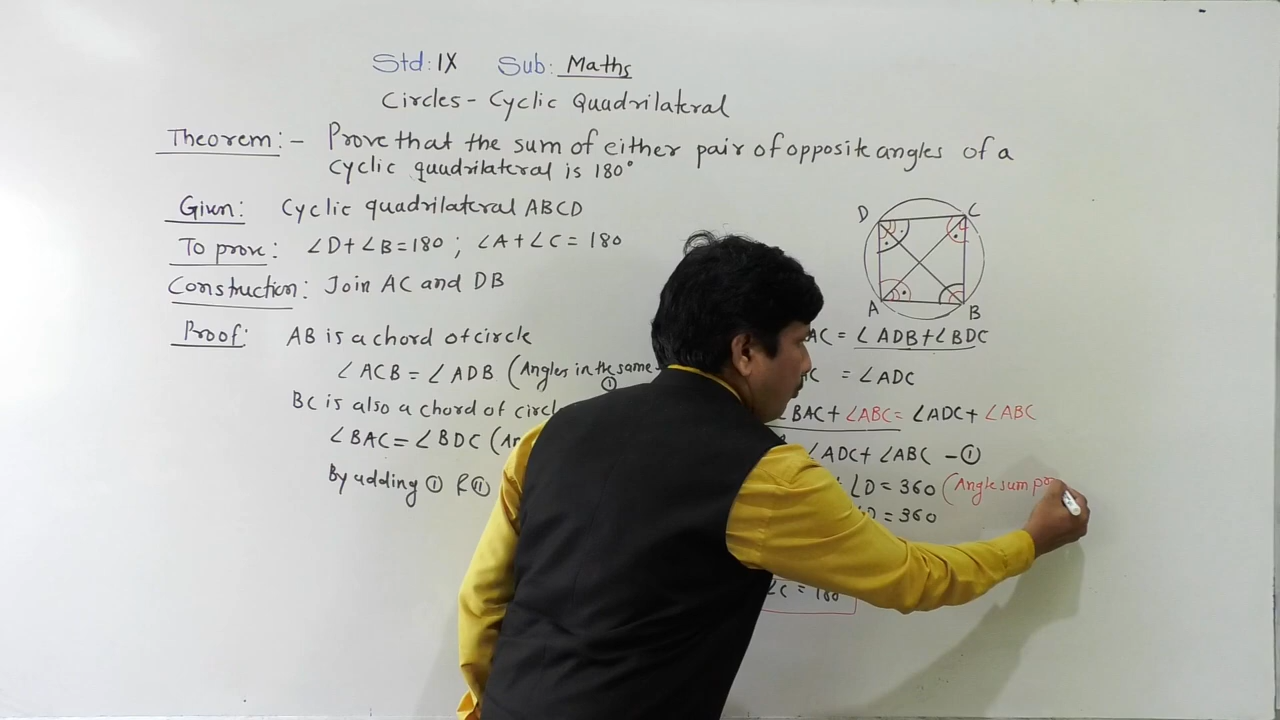 Std: IX Sub: Maths
Circles - Cyclic Quadrilateral
Theorem:- Prove that the sum of either pair of opposite angles of a
cyclic quadrilateral is 180°
Given: Cyclic quadrilateral ABCD
To prove: ∠D+∠B=180 ; ∠A+∠C=180
Construction: Join AC and DB
Proof: AB is a chord of circle
∠ACB = ∠ADB (Angles in the same
①
BC is also a chord of circle
∠BAC = ∠BDC
By adding ① & ⑪
D C
A B
AC = ∠ADB+∠BDC
= ∠ADC
∠BAC+ ∠ABC = ∠ADC+ ∠ABC
∠ADC+ ∠ABC -①
∠D = 360 (Angle sum
= 360
∠C = 180